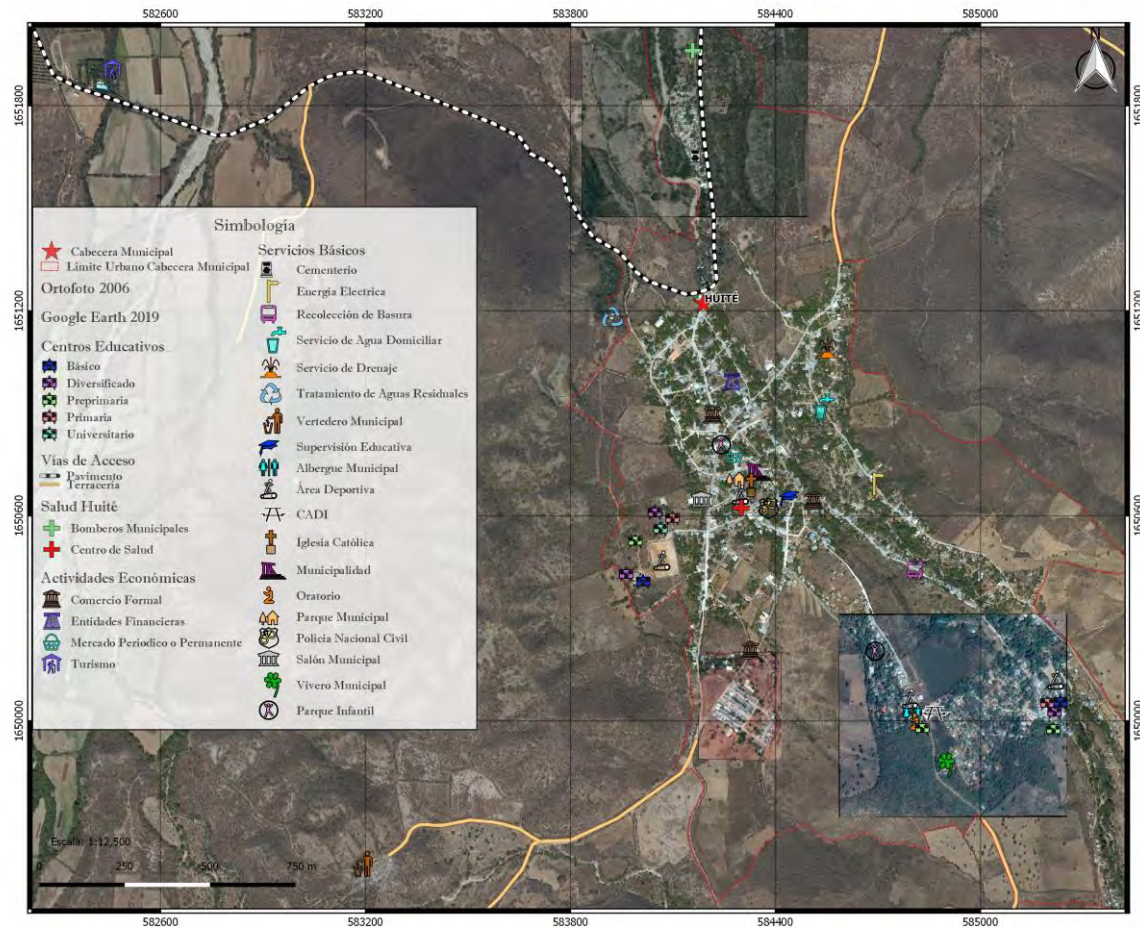 582600
583200
583800
584400
585000
N
1651800
1651800
Simbología
Cabecera Municipal
Límite Urbano Cabecera Municipal
Ortofoto 2006
Google Earth 2019
Centros Educativos
Básico
Diversificado
Preprimaria
Primaria
Universitario
Vías de Acceso
Pavimento
Terracería
Salud Huité
Bomberos Municipales
Centro de Salud
Actividades Económicas
Comercio Formal
Entidades Financieras
Mercado Periodico o Permanente
Turismo
Servicios Básicos
Cementerio
Energía Electrica
Recolección de Basura
Servicio de Agua Domiciliar
Servicio de Drenaje
Tratamiento de Aguas Residuales
Vertedero Municipal
Supervisión Educativa
Albergue Municipal
Área Deportiva
CADI
Iglesia Católica
Municipalidad
Oratorio
Parque Municipal
Policía Nacional Civil
Salón Municipal
Vivero Municipal
Parque Infantil
HUITÉ
1651200
1651200
1650600
1650600
1650000
1650000
Escala: 1:12,500
0 250 500 750 m
582600
583200
583800
584400
585000